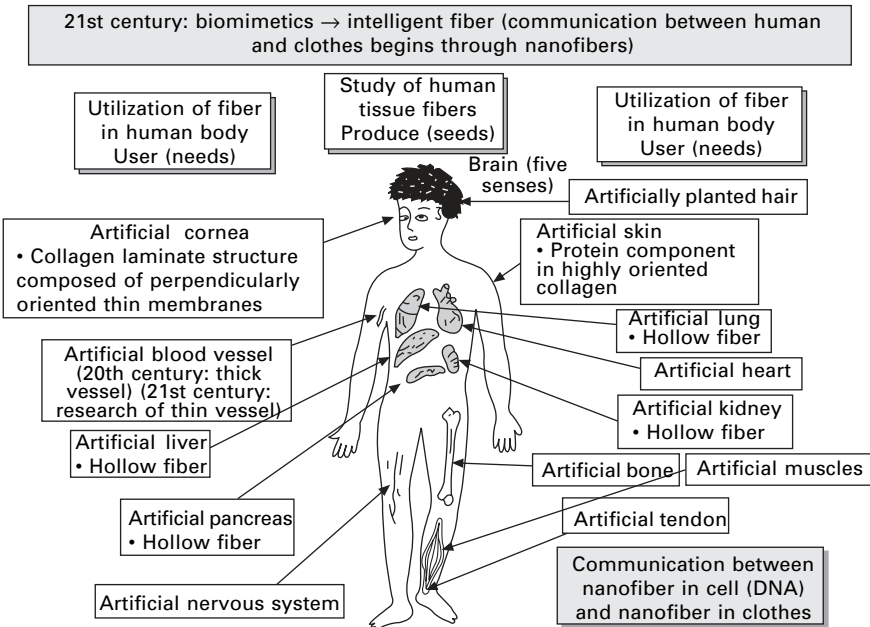 21st century: biomimetics → intelligent fiber (communication between human
and clothes begins through nanofibers)
Utilization of fiber
in human body
User (needs)
Study of human
tissue fibers
Produce (seeds)
Utilization of fiber
in human body
User (needs)
Brain (five
senses)
Artificially planted hair
Artificial cornea
• Collagen laminate structure
composed of perpendicularly
oriented thin membranes
Artificial skin
• Protein component
in highly oriented
collagen
Artificial lung
• Hollow fiber
Artificial blood vessel
(20th century: thick
vessel) (21st century:
research of thin vessel)
Artificial heart
Artificial kidney
• Hollow fiber
Artificial liver
• Hollow fiber
Artificial bone
Artificial muscles
Artificial pancreas
• Hollow fiber
Artificial tendon
Artificial nervous system
Communication between
nanofiber in cell (DNA)
and nanofiber in clothes